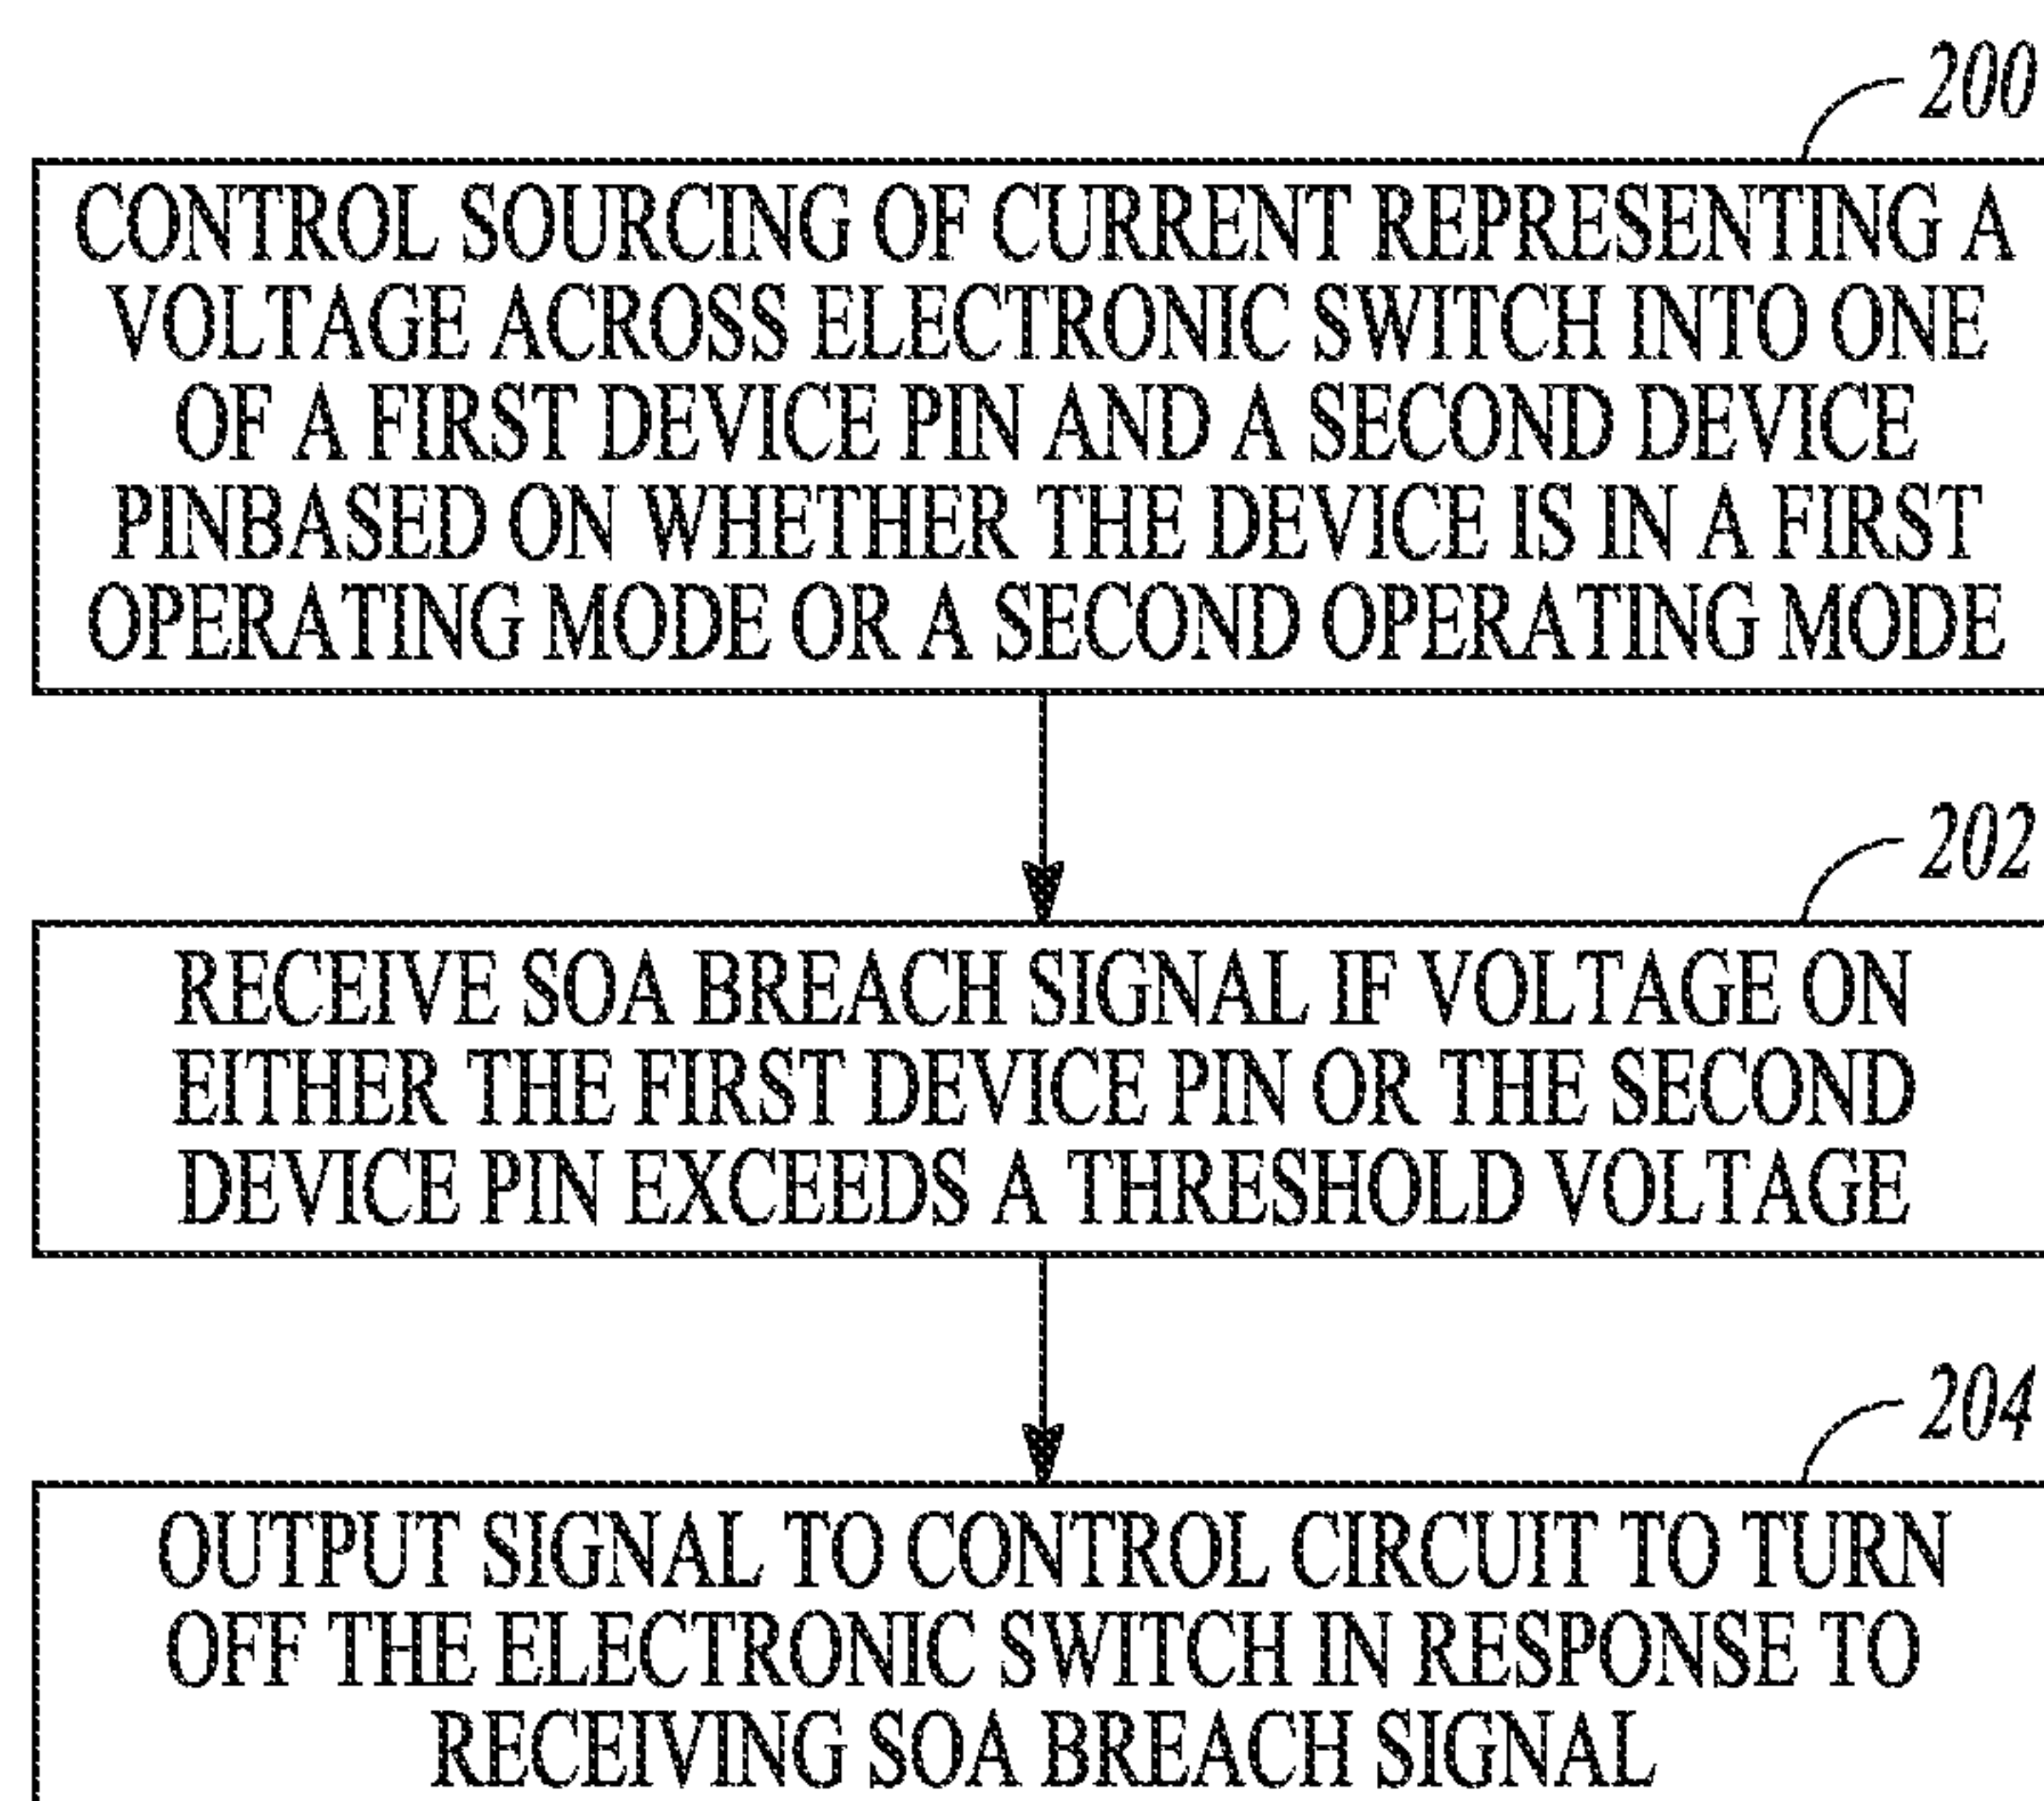 200
CONTROL SOURCING OF CURRENT REPRESENTING A
VOLTAGE ACROSS ELECTRONIC SWITCH INTO ONE
OF A FIRST DEVICE PIN AND A SECOND DEVICE
PINBASED ON WHETHER THE DEVICE IS IN A FIRST
OPERATING MODE OR A SECOND OPERATING MODE
202
RECEIVE SOA BREACH SIGNAL IF VOLTAGE ON
EITHER THE FIRST DEVICE PIN OR THE SECOND
DEVICE PIN EXCEEDS A THRESHOLD VOLTAGE
204
OUTPUT SIGNAL TO CONTROL CIRCUIT TO TURN
OFF THE ELECTRONIC SWITCH IN RESPONSE TO
RECEIVING SOA BREACH SIGNAL